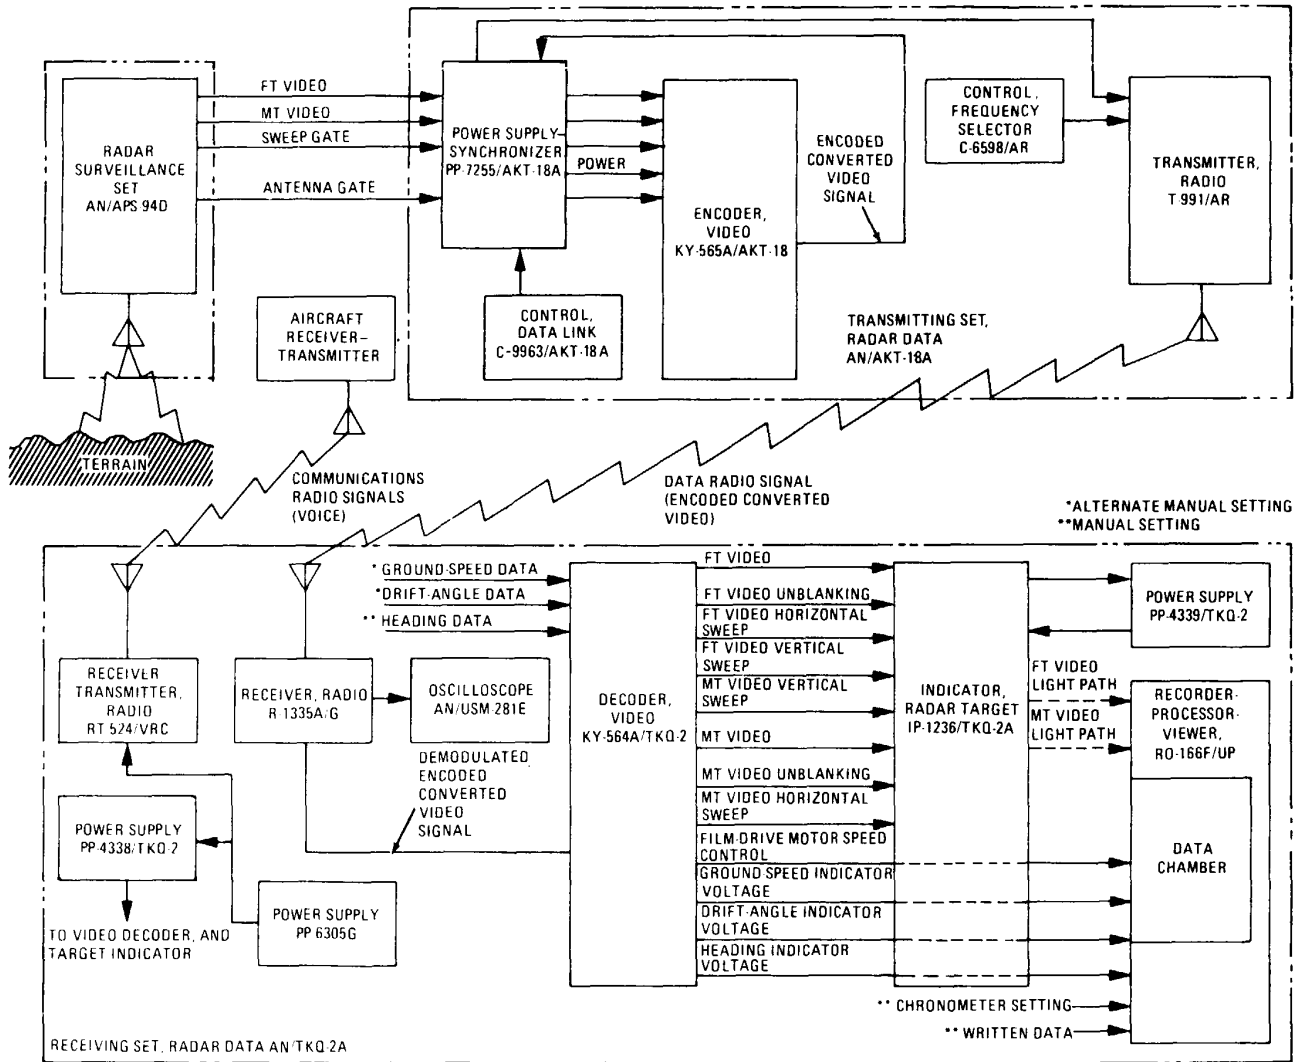 FT VIDEO
MT VIDEO
SWEEP GATE
ANTENNA GATE
RADAR
SURVEILLANCE
SET
AN/APS 94D
POWER SUPPLY-
SYNCHRONIZER
PP-7255/AKT-18A
POWER
ENCODER,
VIDEO
KY-565A/AKT-18
ENCODED
CONVERTED
VIDEO
SIGNAL
CONTROL,
FREQUENCY
SELECTOR
C-6598/AR
TRANSMITTER,
RADIO
T-991/AR
AIRCRAFT
RECEIVER-
TRANSMITTER
CONTROL,
DATA LINK
C-9963/AKT-18A
TRANSMITTING SET,
RADAR DATA
AN/AKT-18A
TERRAIN
COMMUNICATIONS
RADIO SIGNALS
(VOICE)
DATA RADIO SIGNAL
(ENCODED CONVERTED
VIDEO)
*ALTERNATE MANUAL SETTING
**MANUAL SETTING
* GROUND-SPEED DATA
*DRIFT-ANGLE DATA
** HEADING DATA
RECEIVER
TRANSMITTER,
RADIO
RT 524/VRC
RECEIVER, RADIO
R-1335A/G
OSCILLOSCOPE
AN/USM-281E
DEMODULATED
ENCODED
CONVERTED
VIDEO
SIGNAL
POWER SUPPLY
PP-4338/TKQ-2
TO VIDEO DECODER, AND
TARGET INDICATOR
POWER SUPPLY
PP 6305G
DECODER,
VIDEO
KY-564A/TKQ-2
FT VIDEO
FT VIDEO UNBLANKING
FT VIDEO HORIZONTAL
SWEEP
FT VIDEO VERTICAL
SWEEP
MT VIDEO VERTICAL
SWEEP
MT VIDEO
MT VIDEO UNBLANKING
MT VIDEO HORIZONTAL
SWEEP
FILM-DRIVE MOTOR SPEED
CONTROL
GROUND SPEED INDICATOR
VOLTAGE
DRIFT-ANGLE INDICATOR
VOLTAGE
HEADING INDICATOR
VOLTAGE
INDICATOR,
RADAR TARGET
IP-1236/TKQ-2A
POWER SUPPLY
PP-4339/TKQ-2
FT VIDEO
LIGHT PATH
MT VIDEO
LIGHT PATH
RECORDER-
PROCESSOR-
VIEWER,
RO-166F/UP
DATA
CHAMBER
** CHRONOMETER SETTING
** WRITTEN DATA
RECEIVING SET, RADAR DATA AN/TKQ-2A